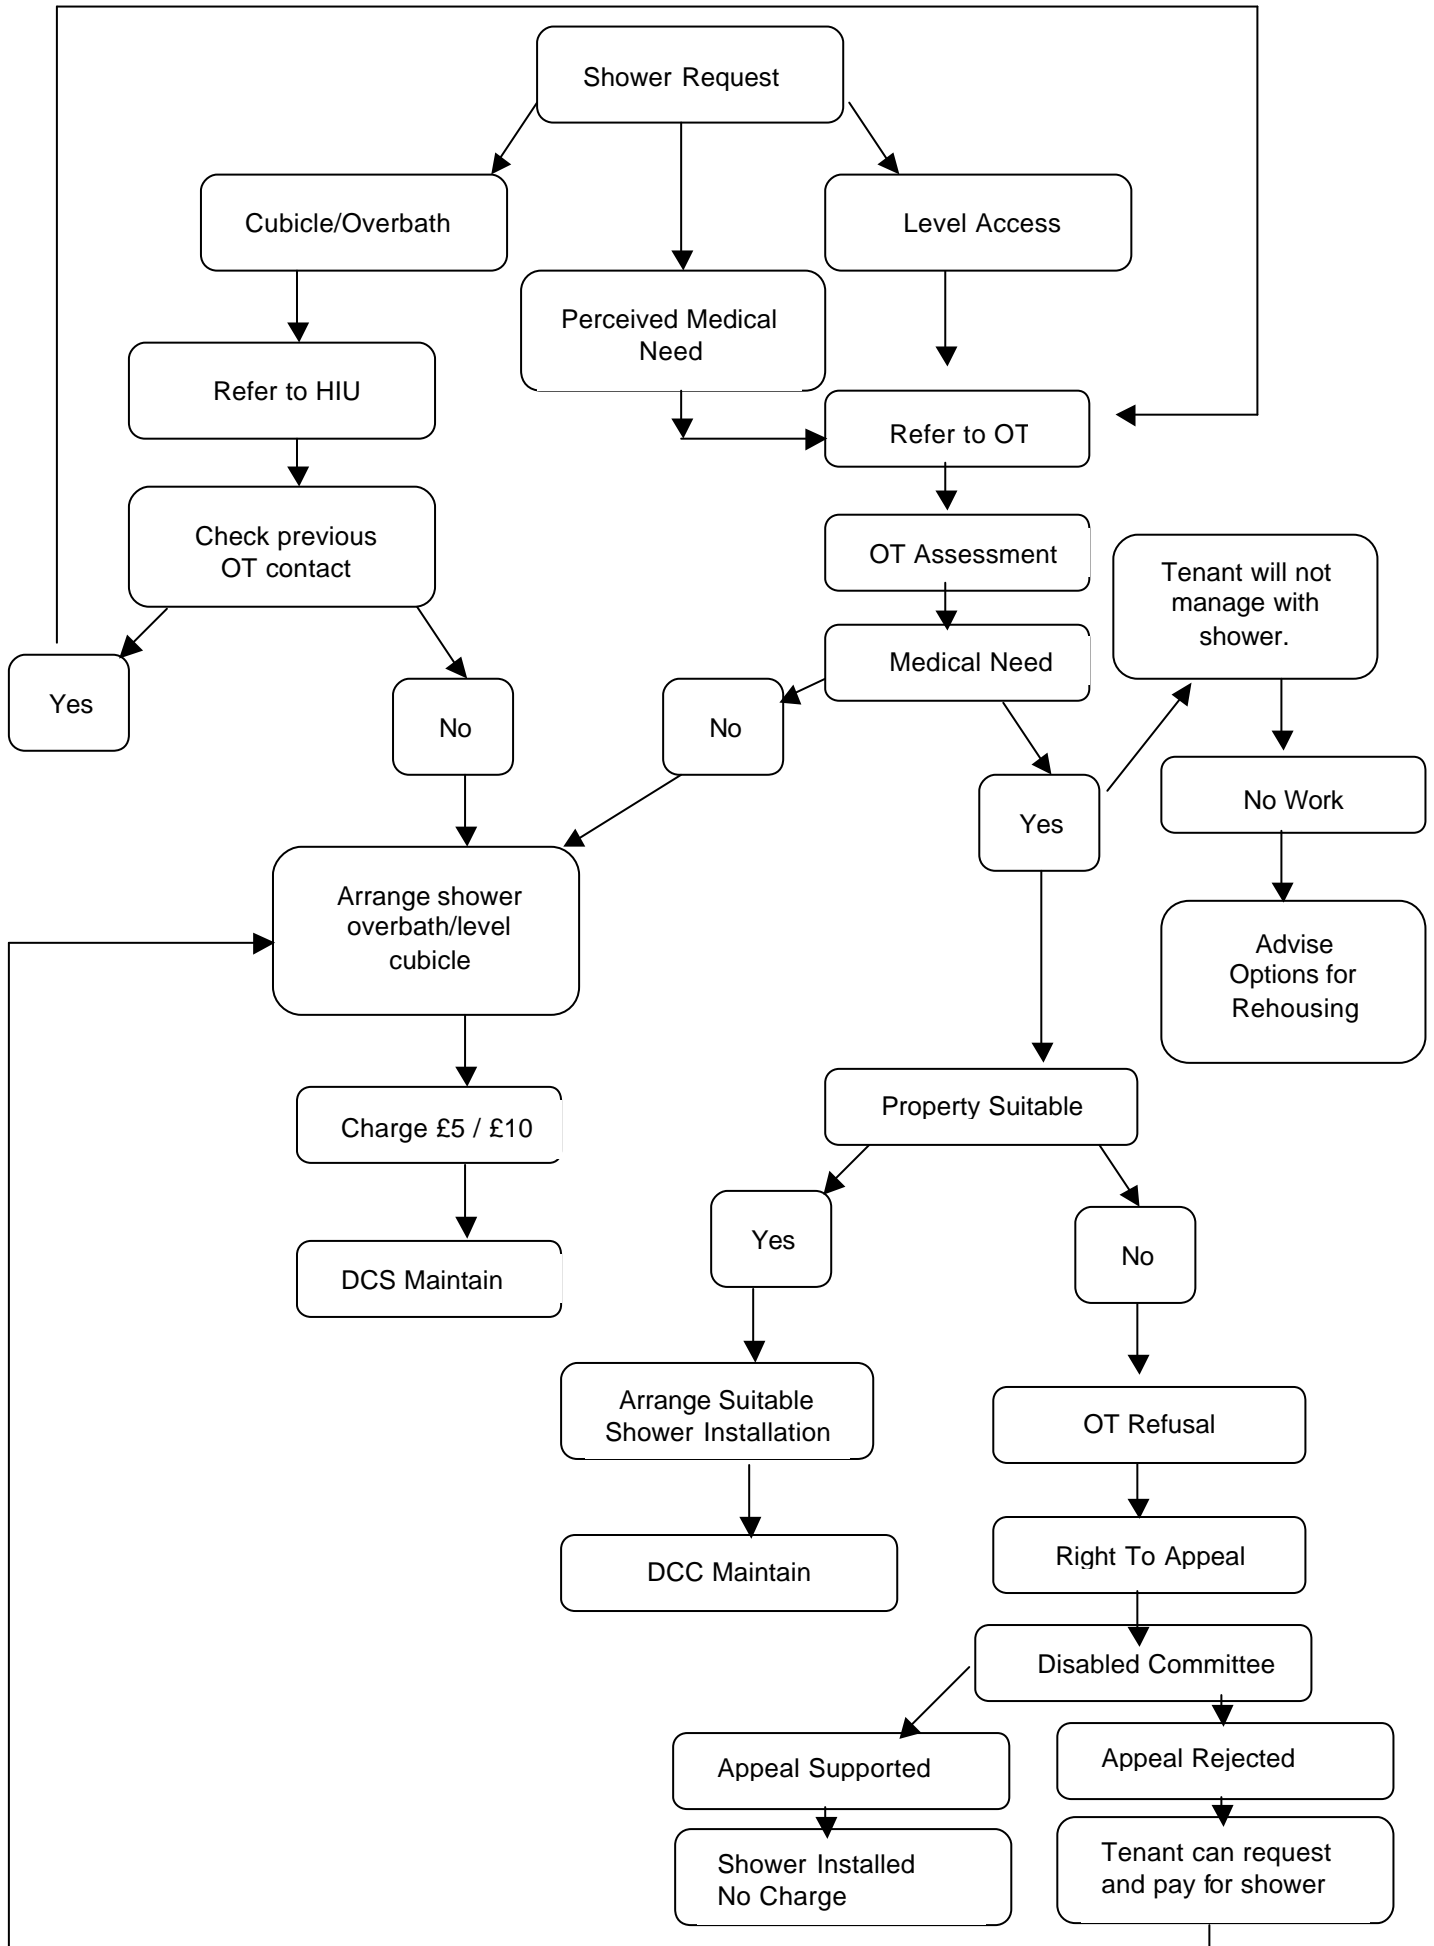 Shower Request
Cubicle/Overbath
Level Access
Perceived Medical
Need
Refer to HIU
Refer to OT
Check previous
OT contact
OT Assessment
Tenant will not
manage with
shower.
Medical Need
Yes
No
No
Yes
No Work
Arrange shower
overbath/level
cubicle
Advise
Options for
Rehousing
Charge £5 / £10
Property Suitable
Yes
No
DCS Maintain
Arrange Suitable
Shower Installation
OT Refusal
DCC Maintain
Right To Appeal
Disabled Committee
Appeal Supported
Appeal Rejected
Shower Installed
No Charge
Tenant can request
and pay for shower